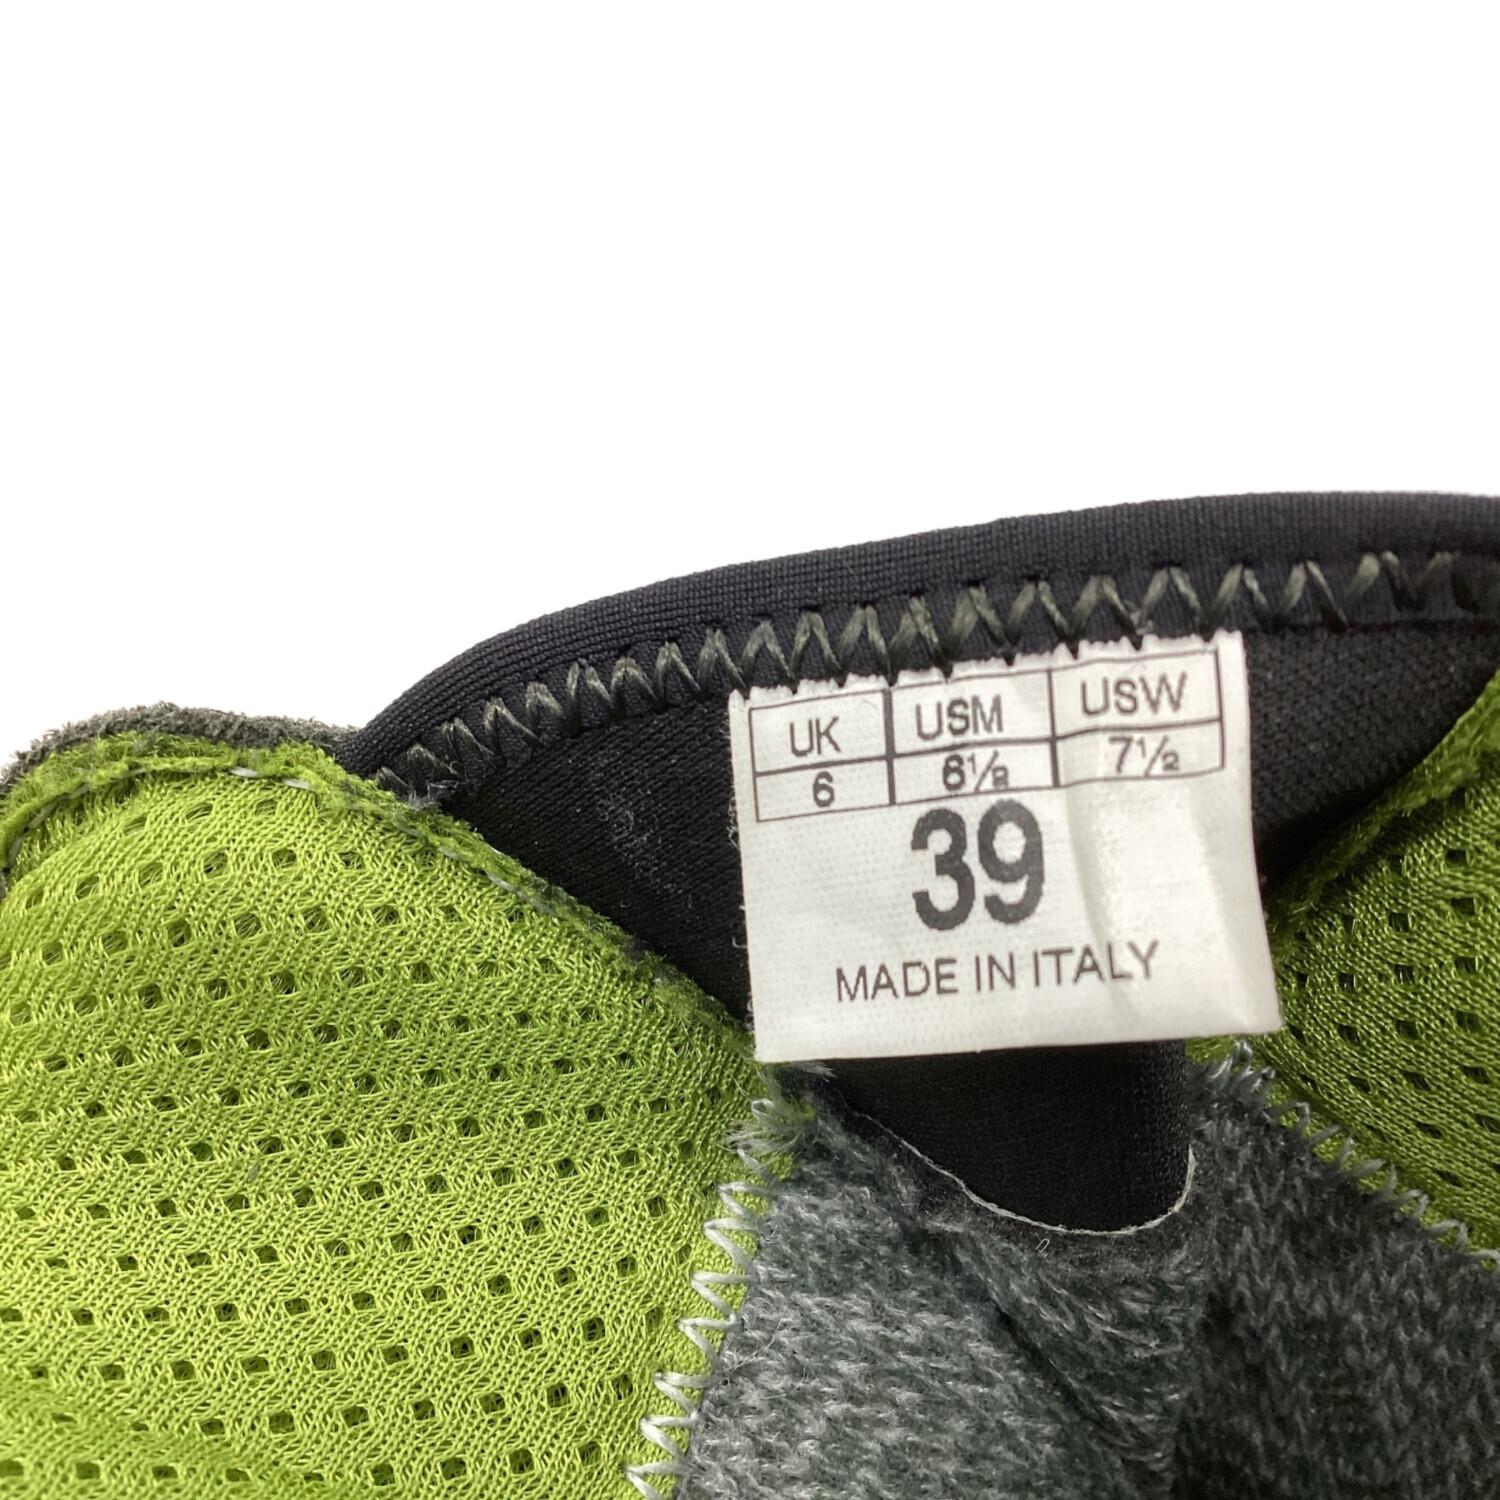 UK USM USW
6 6½ 7½
39
MADE IN ITALY